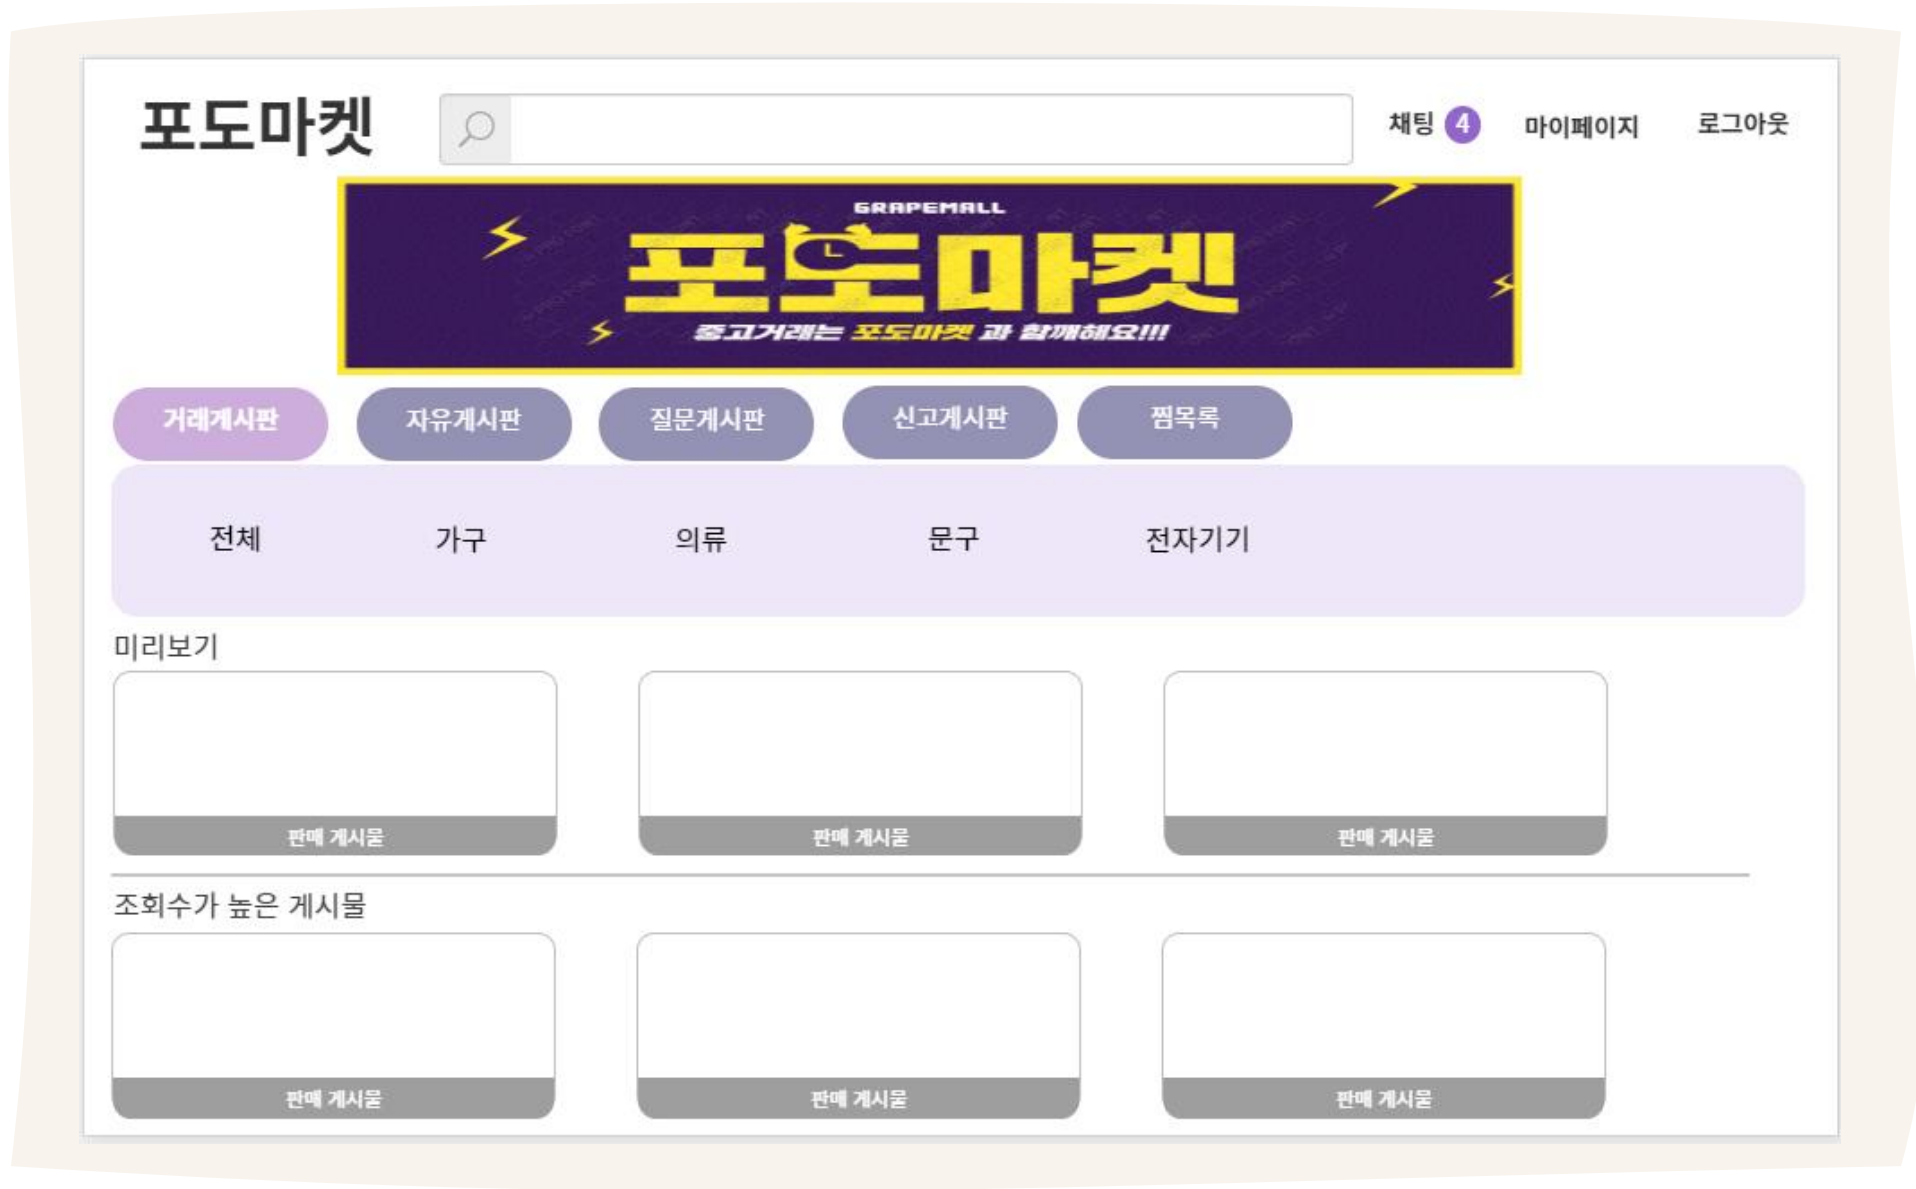 포도마켓
채팅 4 마이페이지 로그아웃
GRAPEMALL
포도마켓
중고거래는 포도마켓 과 함께해요!!!
거래게시판 자유게시판 질문게시판 신고게시판 찜목록
전체 가구 의류 문구 전자기기
미리보기
판매 게시물 판매 게시물 판매 게시물
조회수가 높은 게시물
판매 게시물 판매 게시물 판매 게시물